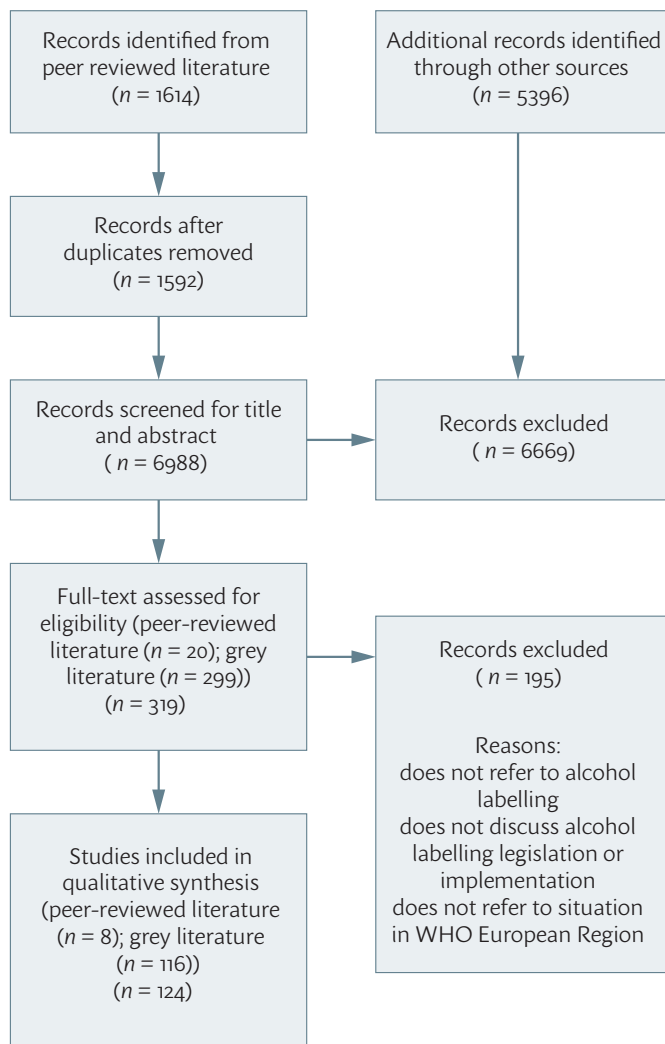 Records identified from
peer reviewed literature
(n = 1614)
Additional records identified
through other sources
(n = 5396)
Records after
duplicates removed
(n = 1592)
Records screened for title
and abstract
( n = 6988)
Records excluded
( n = 6669)
Full-text assessed for
eligibility (peer-reviewed
literature (n = 20); grey
literature (n = 299))
(n = 319)
Records excluded
( n = 195)
Reasons:
does not refer to alcohol
labelling
does not discuss alcohol
labelling legislation or
implementation
does not refer to situation
in WHO European Region
Studies included in
qualitative synthesis
(peer-reviewed literature
(n = 8); grey literature
(n = 116))
(n = 124)